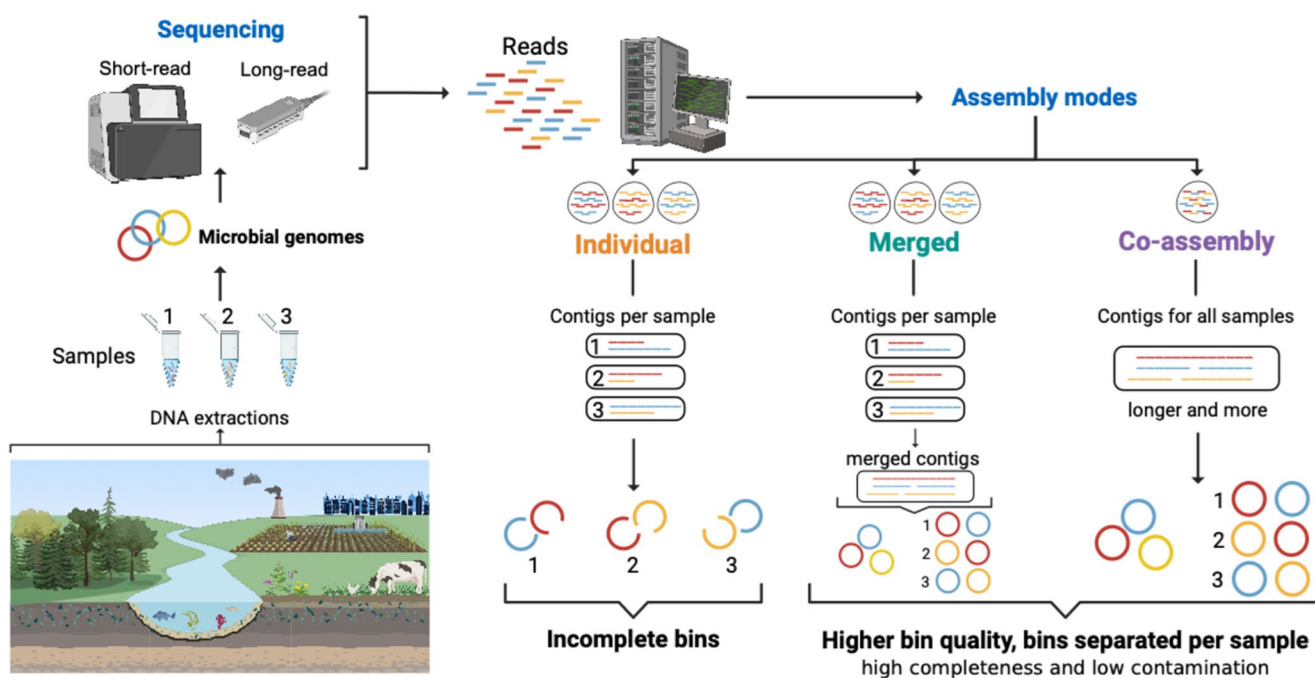 Sequencing
Short-read
Long-read
Reads
Assembly modes
Microbial genomes
Samples
1 2 3
DNA extractions
Individual
Contigs per sample
1
2
3
1 2 3
Incomplete bins
Merged
Contigs per sample
1
2
3
merged contigs
1
2
3
Co-assembly
Contigs for all samples
longer and more
1
2
3
Higher bin quality, bins separated per sample
high completeness and low contamination